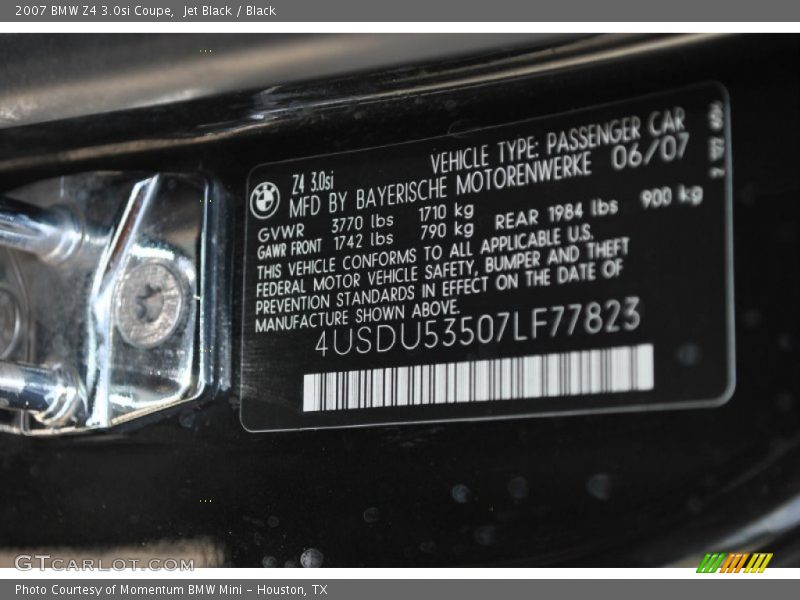 2007 BMW Z4 3.0si Coupe, Jet Black / Black
Z4 3.0si
VEHICLE TYPE: PASSENGER CAR
MFD BY BAYERISCHE MOTORENWERKE 06/07
GVWR 3770 lbs 1710 kg
GAWR FRONT 1742 lbs 790 kg REAR 1984 lbs 900 kg
THIS VEHICLE CONFORMS TO ALL APPLICABLE U.S.
FEDERAL MOTOR VEHICLE SAFETY, BUMPER AND THEFT
PREVENTION STANDARDS IN EFFECT ON THE DATE OF
MANUFACTURE SHOWN ABOVE.
4USDU53507LF77823
GTCARLOT.COM
Photo Courtesy of Momentum BMW Mini - Houston, TX